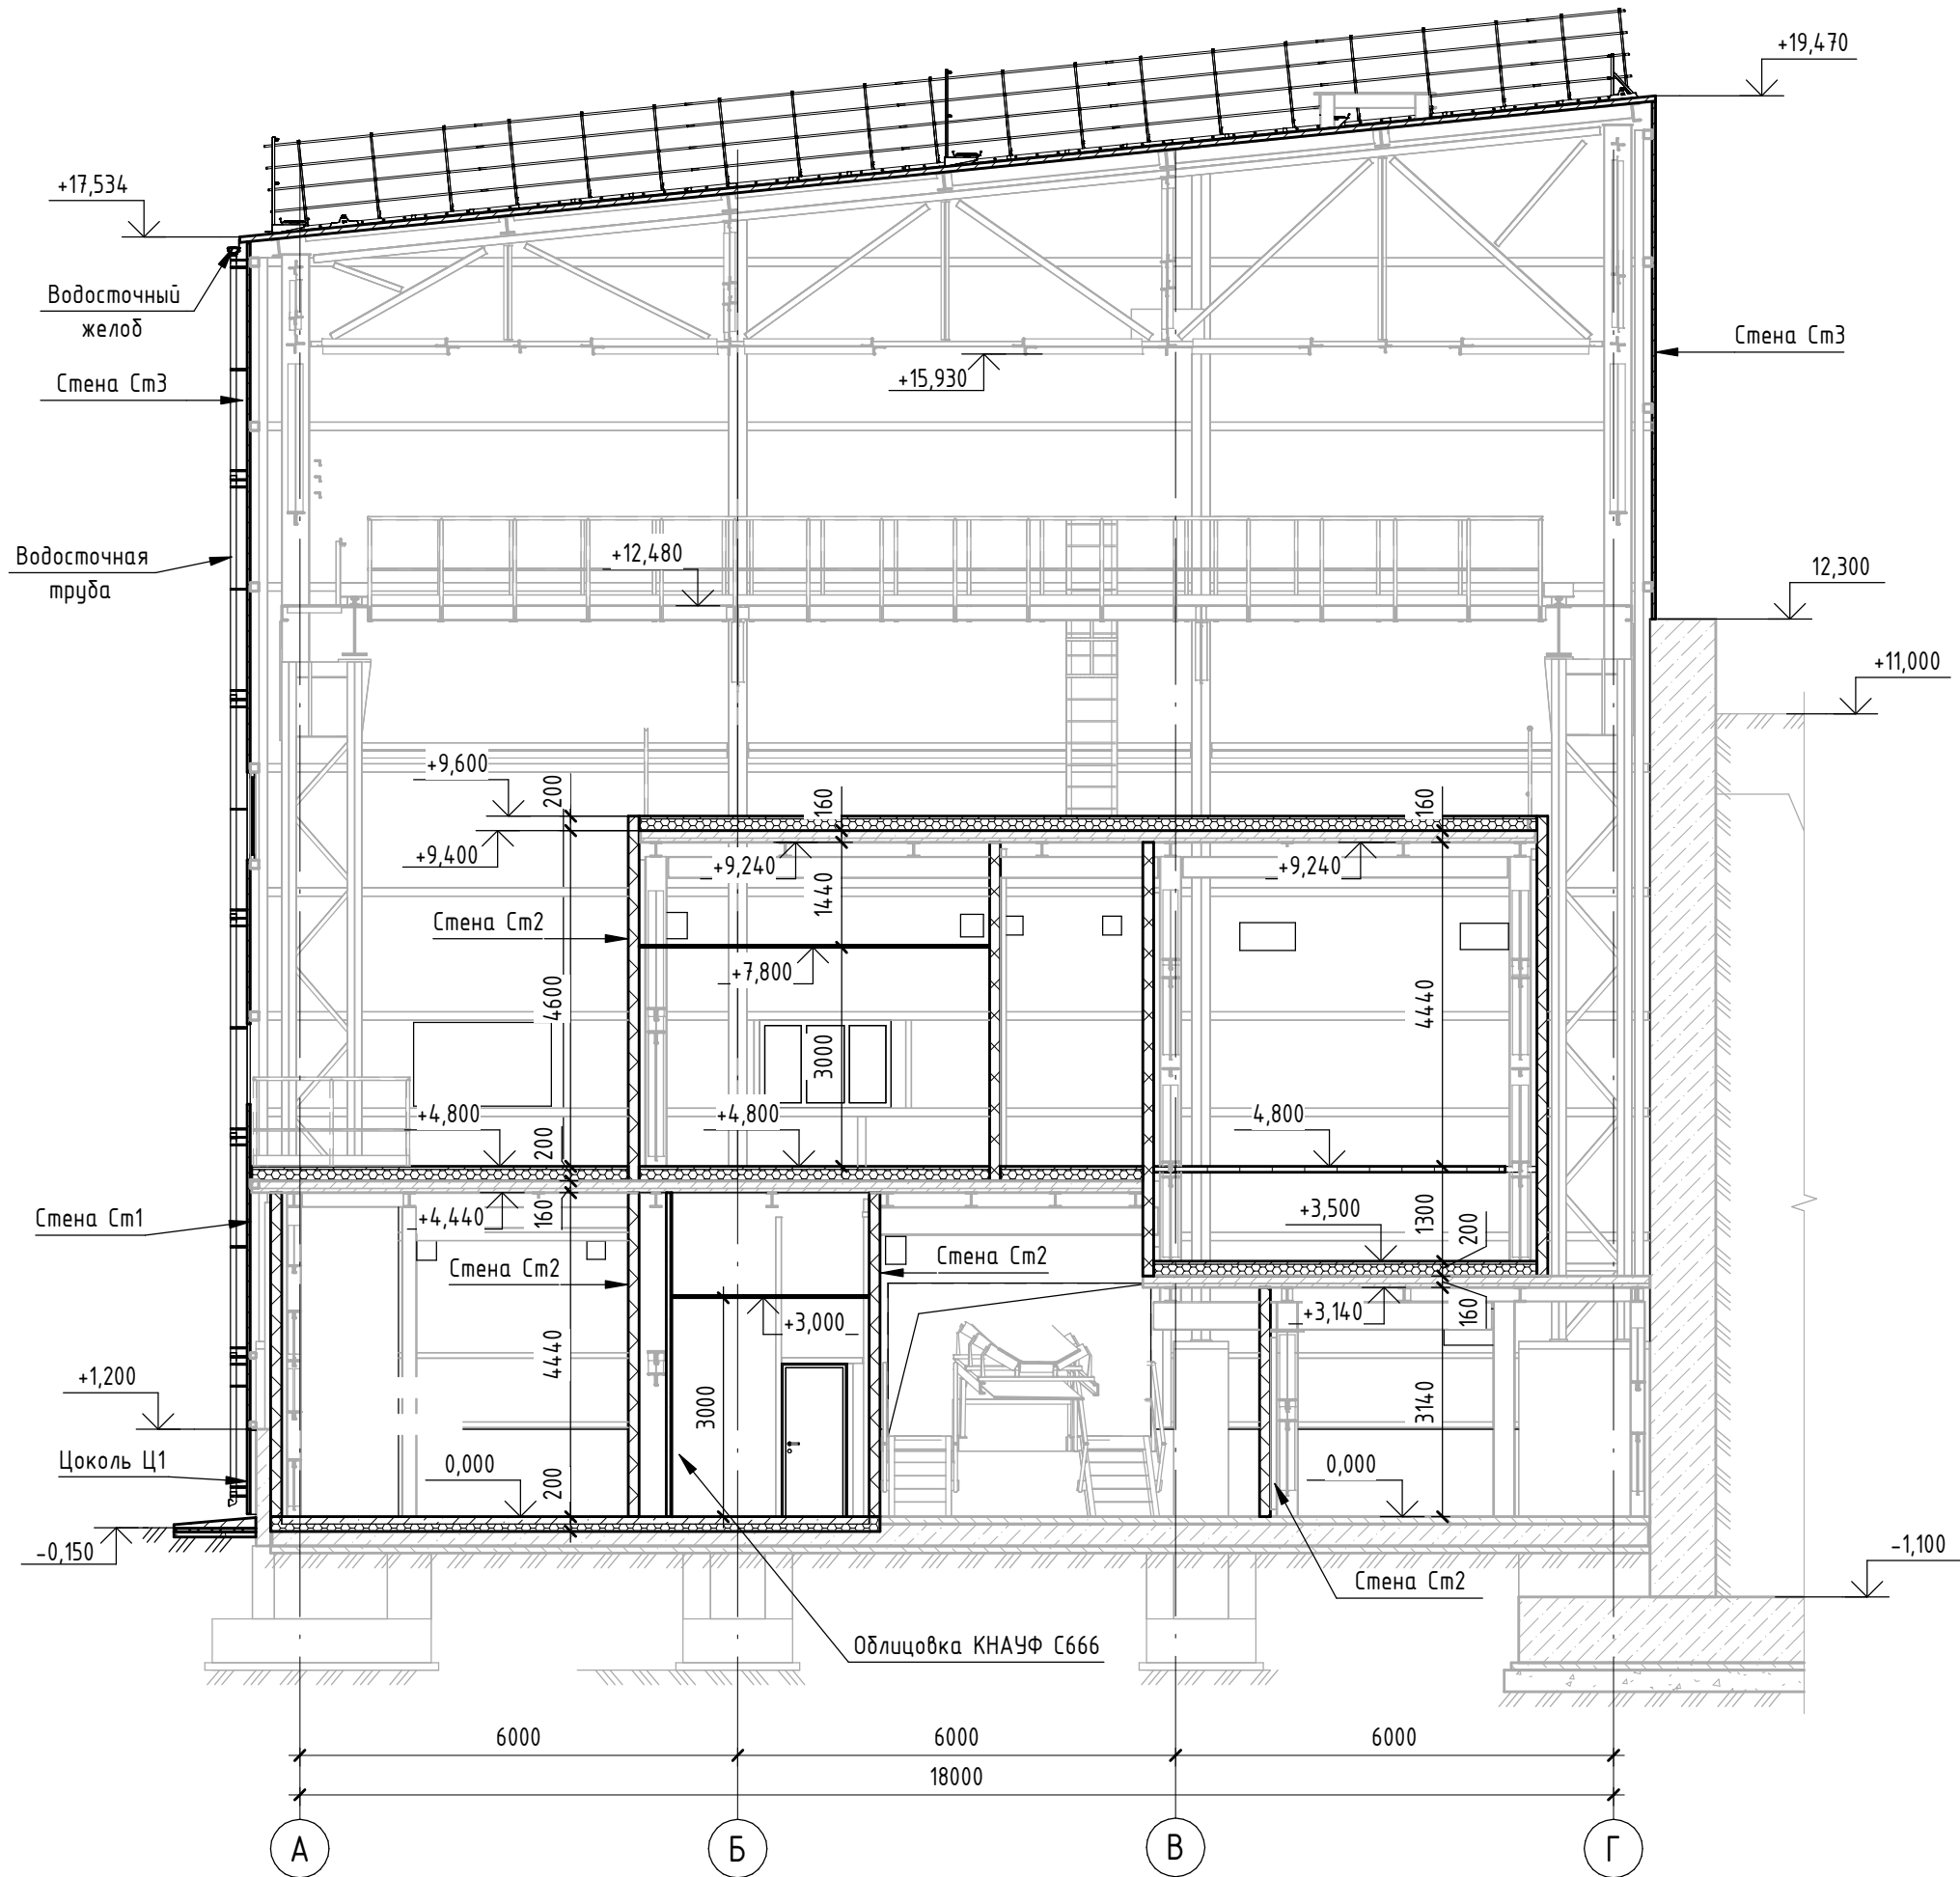 +19,470
+17,534
Водосточный
желоб
Стена Ст3
Стена Ст3
+15,930
Водосточная
труба
+12,480
12,300
+11,000
+9,600
200
160
160
+9,400
+9,240
+9,240
1440
Стена Ст2
+7,800
4600
3000
4440
+4,800
+4,800
4,800
200
Стена Ст1
+4,440
160
+3,500
1300
200
Стена Ст2
Стена Ст2
+3,000
+3,140
160
4440
3000
3140
+1,200
Цоколь Ц1
0,000
200
0,000
-0,150
-1,100
Стена Ст2
Облицовка КНАУФ С666
6000
6000
6000
18000
А
Б
В
Г